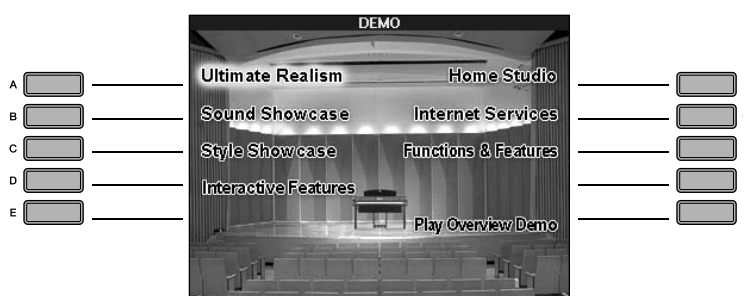 DEMO
A Ultimate Realism Home Studio
B Sound Showcase Internet Services
C Style Showcase Functions & Features
D Interactive Features
E Play Overview Demo